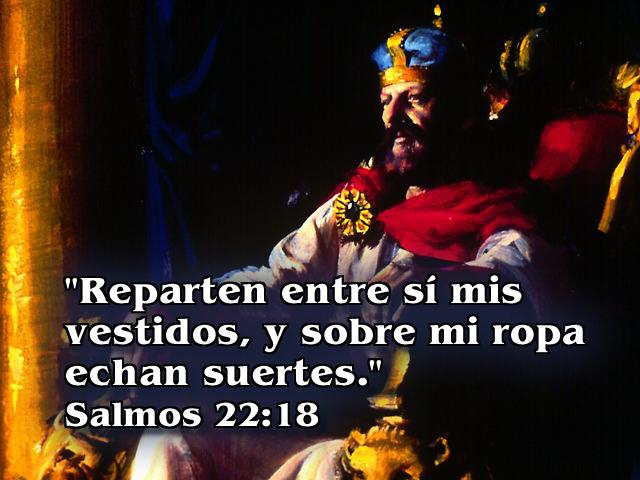 "Reparten entre sí mis
vestidos, y sobre mi ropa
echan suertes."
Salmos 22:18